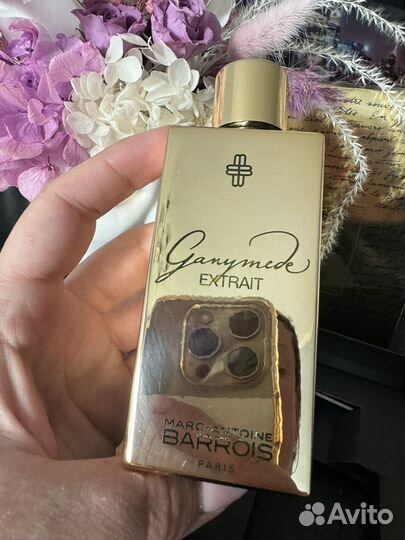 Ganymede
EXTRAIT
MARC-ANTOINE
BARROIS
PARIS
Avito